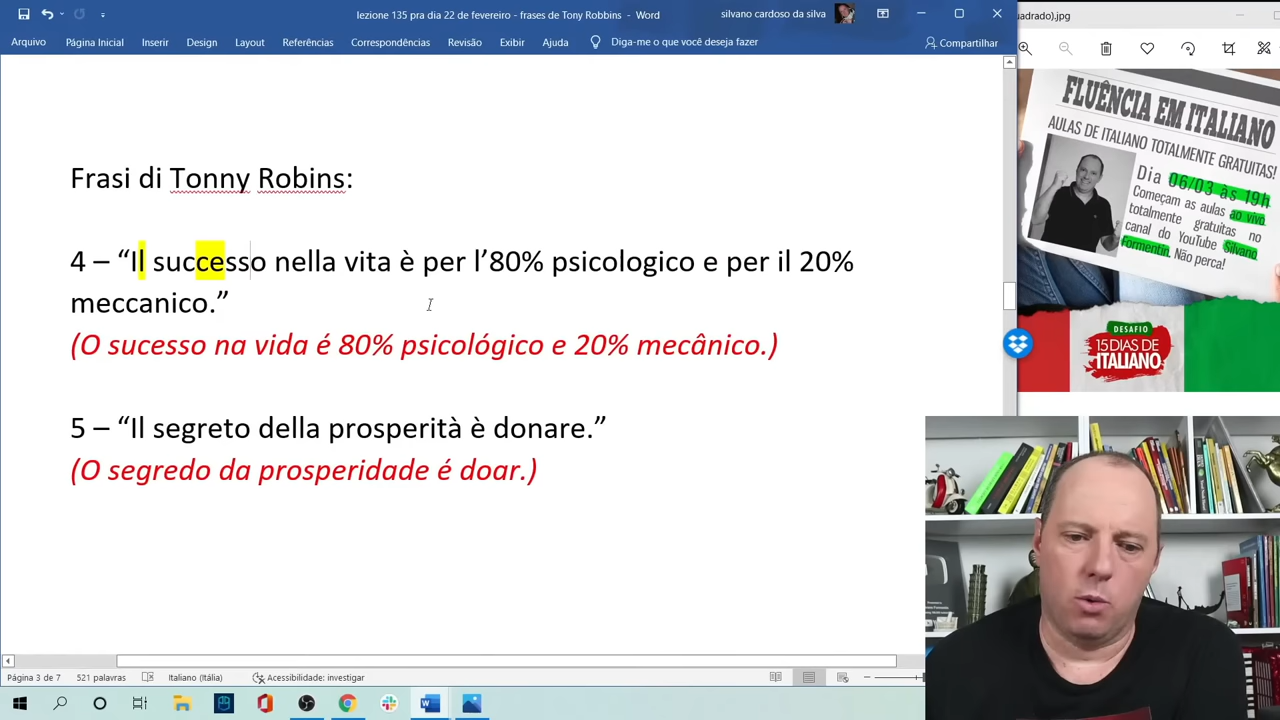 lezione 135 pra dia 22 de fevereiro - frases de Tony Robbins - Word
silvano cardoso da silva
uadrado).jpg
Arquivo Página Inicial Inserir Design Layout Referências Correspondências Revisão Exibir Ajuda Diga-me o que você deseja fazer Compartilhar
Frasi di Tonny Robins:
4 – “Il successo nella vita è per l’80% psicologico e per il 20%
meccanico.”
(O sucesso na vida é 80% psicológico e 20% mecânico.)
5 – “Il segreto della prosperità è donare.”
(O segredo da prosperidade é doar.)
FLUÊNCIA EM ITALIANO
AULAS DE ITALIANO TOTALMENTE GRATUITAS!
Dia 06/03 às 19h
Começam as aulas ao vivo
totalmente gratuitas no
canal do YouTube Silvano
Formentin. Não perca!
DESAFIO
15 DIAS DE
ITALIANO
Página 3 de 7 521 palavras Italiano (Itália) Acessibilidade: investigar